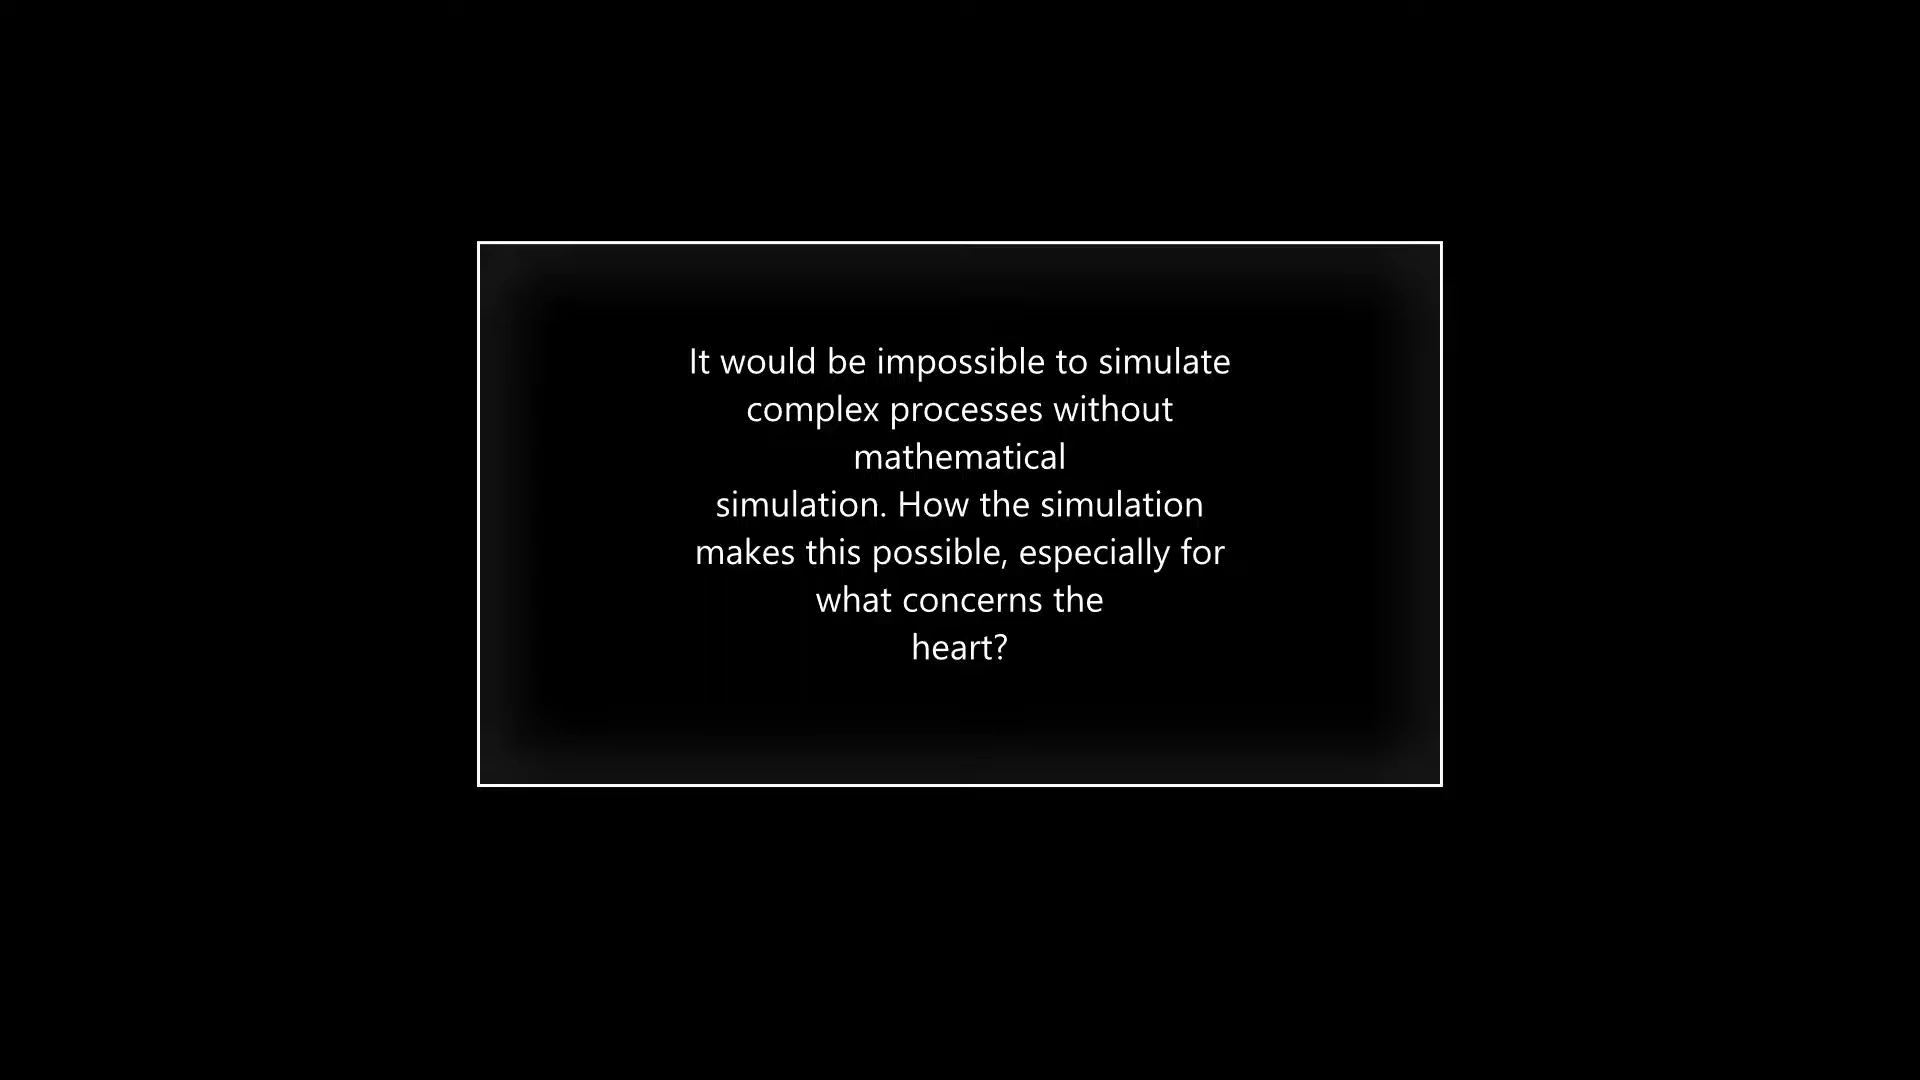 It would be impossible to simulate
complex processes without
mathematical
simulation. How the simulation
makes this possible, especially for
what concerns the
heart?